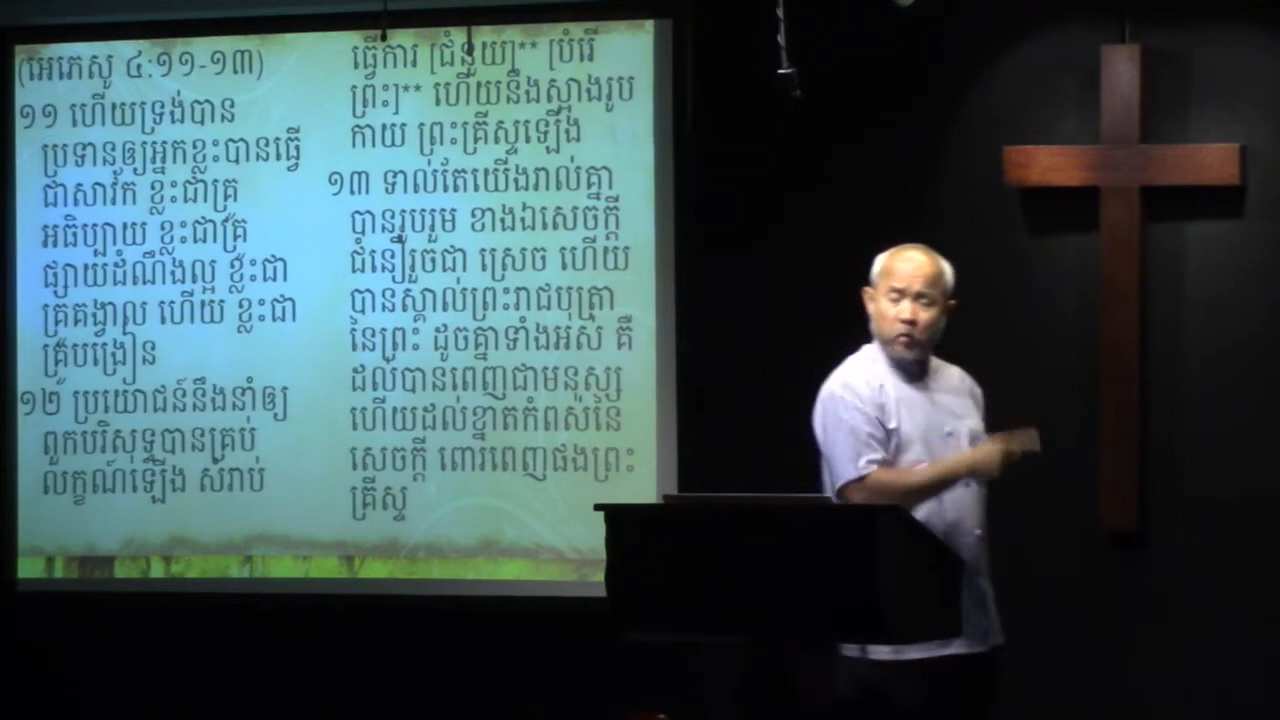 (អេភេសូ ៤:១១-១៣)
១១ ហើយទ្រង់បាន
ប្រទានឲ្យអ្នកខ្លះបានធ្វើ
ជាសាវ័ក ខ្លះជាគ្រូ
អធិប្បាយ ខ្លះជាគ្រូ
ផ្សាយដំណឹងល្អ ខ្លះជា
គ្រូគង្វាល ហើយ ខ្លះជា
គ្រូបង្រៀន
១២ ប្រយោជន៍នឹងនាំឲ្យ
ពួកបរិសុទ្ធបានគ្រប់
លក្ខណ៍ឡើង សំរាប់
ធ្វើការ [ជំនួយ]** [បំរើ
ព្រះ]** ហើយនឹងស្អាងរូប
កាយ ព្រះគ្រីស្ទឡើង
១៣ ទាល់តែយើងរាល់គ្នា
បានរួបរួម ខាងឯសេចក្ដី
ជំនឿរួចជា ស្រេច ហើយ
បានស្គាល់ព្រះរាជបុត្រា
នៃព្រះ ដូចគ្នាទាំងអស់ គឺ
ដល់បានពេញជាមនុស្ស
ហើយដល់ខ្នាតកំពស់នៃ
សេចក្ដី ពោរពេញផងព្រះ
គ្រីស្ទ